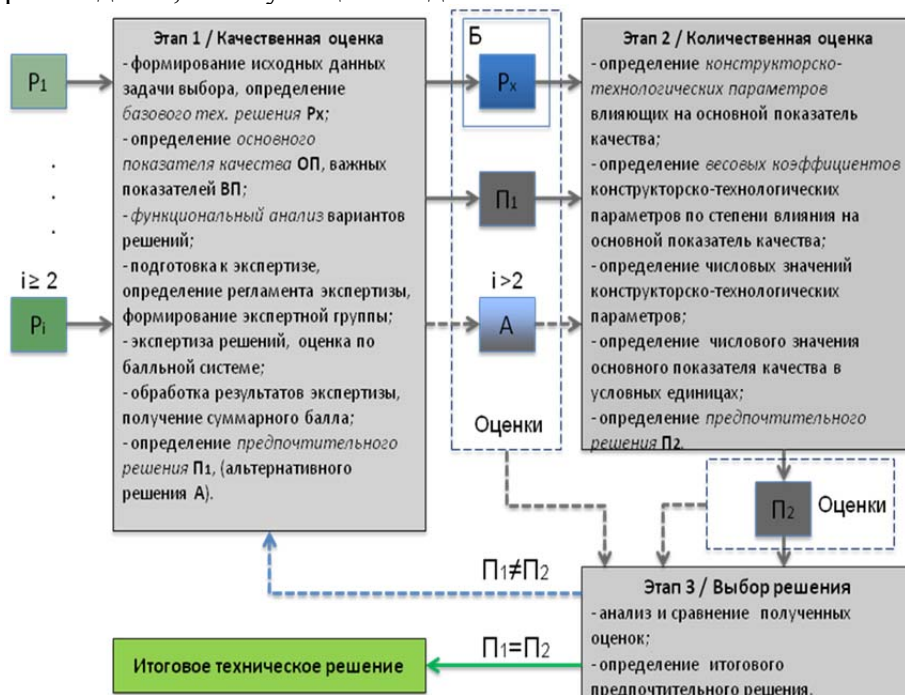 Этап 1 / Качественная оценка
- формирование исходных данных
задачи выбора, определение
базового тех. решения Рх;
- определение основного
показателя качества ОП, важных
показателей ВП;
- функциональный анализ вариантов
решений;
- подготовка к экспертизе,
определение регламента экспертизы,
формирование экспертной группы;
- экспертиза решений, оценка по
балльной системе;
- обработка результатов экспертизы,
получение суммарного балла;
- определение предпочтительного
решения П1, (альтернативного
решения А).
Р1
.
.
.
i ≥ 2
Рi
Б
Рх
П1
i>2
А
Оценки
Этап 2 / Количественная оценка
- определение конструкторско-
технологических параметров
влияющих на основной показатель
качества;
- определение весовых коэффициентов
конструкторско-технологических
параметров по степени влияния на
основной показатель качества;
- определение числовых значений
конструкторско-технологических
параметров;
- определение числового значения
основного показателя качества в
условных единицах;
- определение предпочтительного
решения П2.
П2
Оценки
Этап 3 / Выбор решения
- анализ и сравнение полученных
оценок;
- определение итогового
предпочтительного решения.
П1≠П2
П1=П2
Итоговое техническое решение